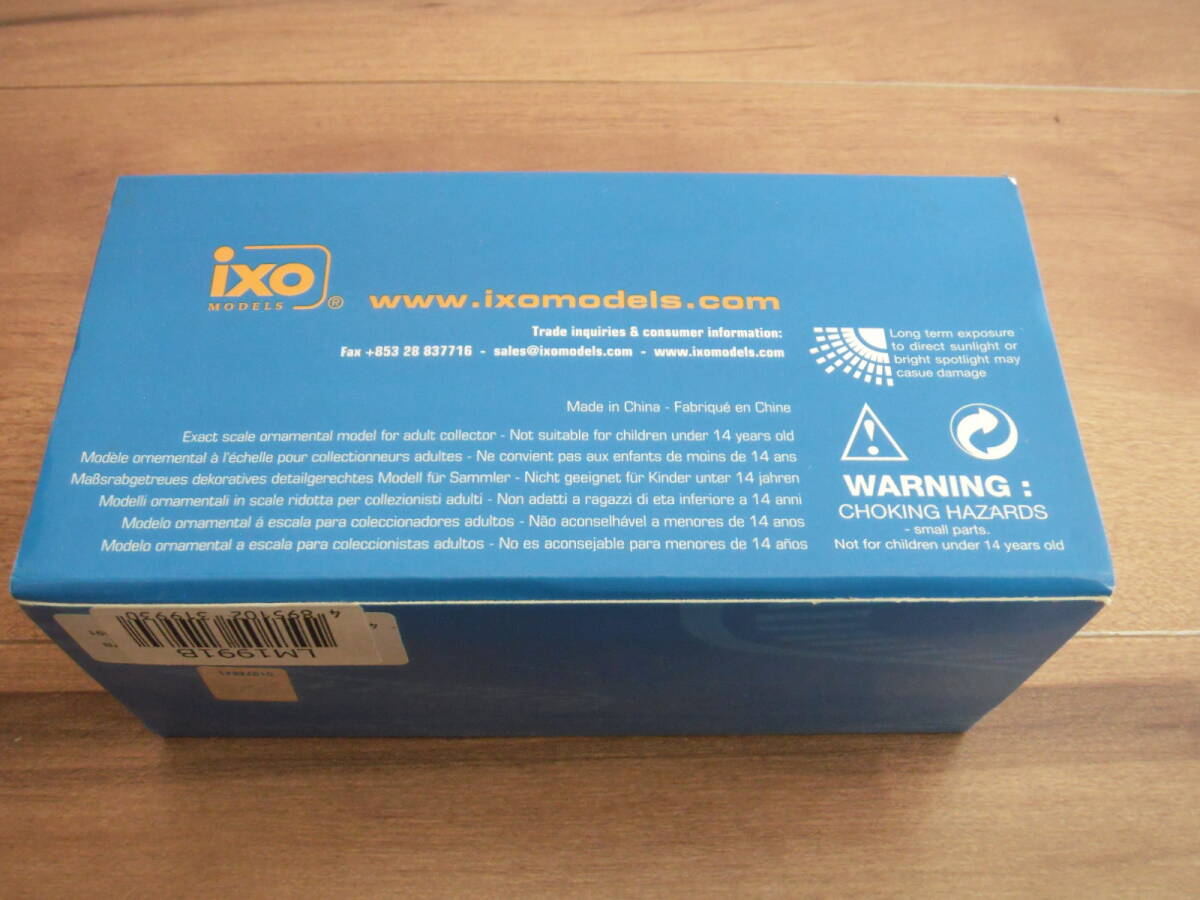 ixo
MODELS ®
www.ixomodels.com
Trade inquiries & consumer information:
Fax +853 28 837716 - sales@ixomodels.com - www.ixomodels.com
Long term exposure
to direct sunlight or
bright spotlight may
casue damage
Made in China - Fabriqué en Chine
Exact scale ornamental model for adult collector - Not suitable for children under 14 years old
Modèle ornemental à l'échelle pour collectionneurs adultes - Ne convient pas aux enfants de moins de 14 ans
Maßsrabgetreues dekoratives detailgerechtes Modell für Sammler - Nicht geeignet für Kinder unter 14 jahren
Modelli ornamentali in scale ridotta per collezionisti adulti - Non adatti a ragazzi di eta inferiore a 14 anni
Modelo ornamental á escala para coleccionadores adultos - Não aconselhável a menores de 14 anos
Modelo ornamental a escala para coleccionistas adultos - No es aconsejable para menores de 14 años
WARNING :
CHOKING HAZARDS
- small parts.
Not for children under 14 years old
LM1991B
4 895102 319930